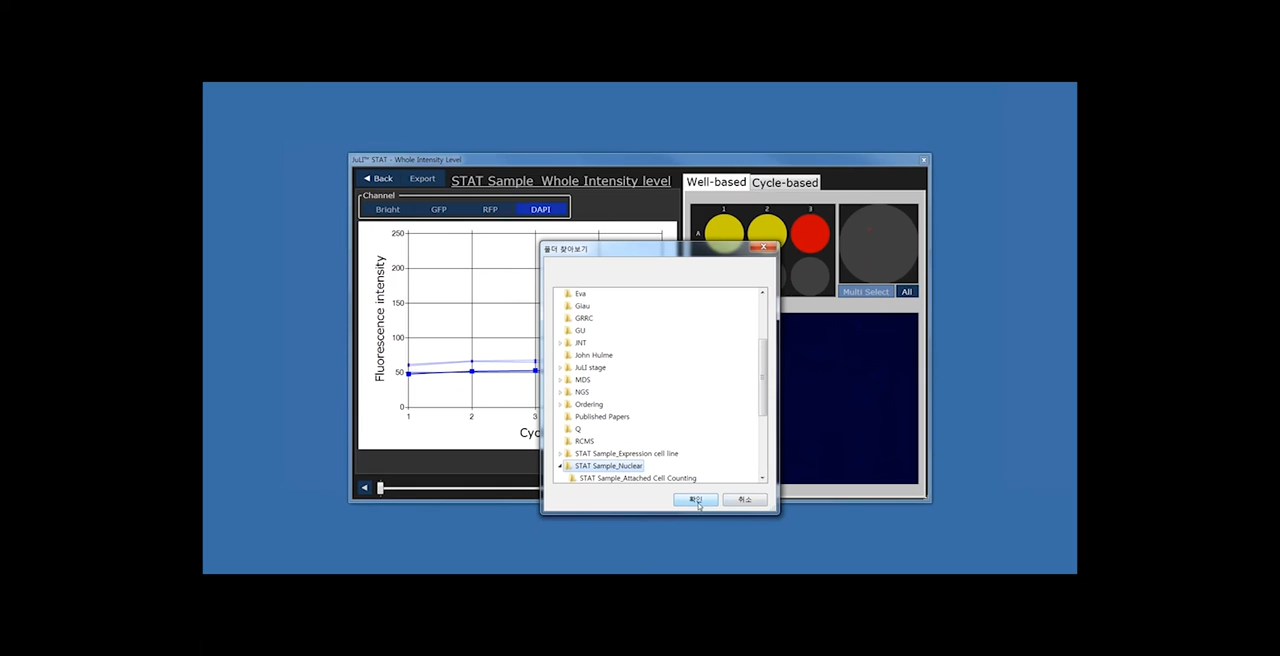 JuLI™ STAT - Whole Intensity Level
Back
Export
STAT Sample_Whole Intensity level
Well-based
Cycle-based
Channel
Bright
GFP
RFP
DAPI
1 2 3
A
Multi Select
All
Fluorescence intensity
250
200
150
100
50
0
1 2 3
Cyc
폴더 찾아보기
Eva
Giau
GRRC
GU
JNT
John Hulme
JuLI stage
MDS
NGS
Ordering
Published Papers
Q
RCMS
STAT Sample_Expression cell line
STAT Sample_Nuclear
STAT Sample_Attached Cell Counting
확인
취소